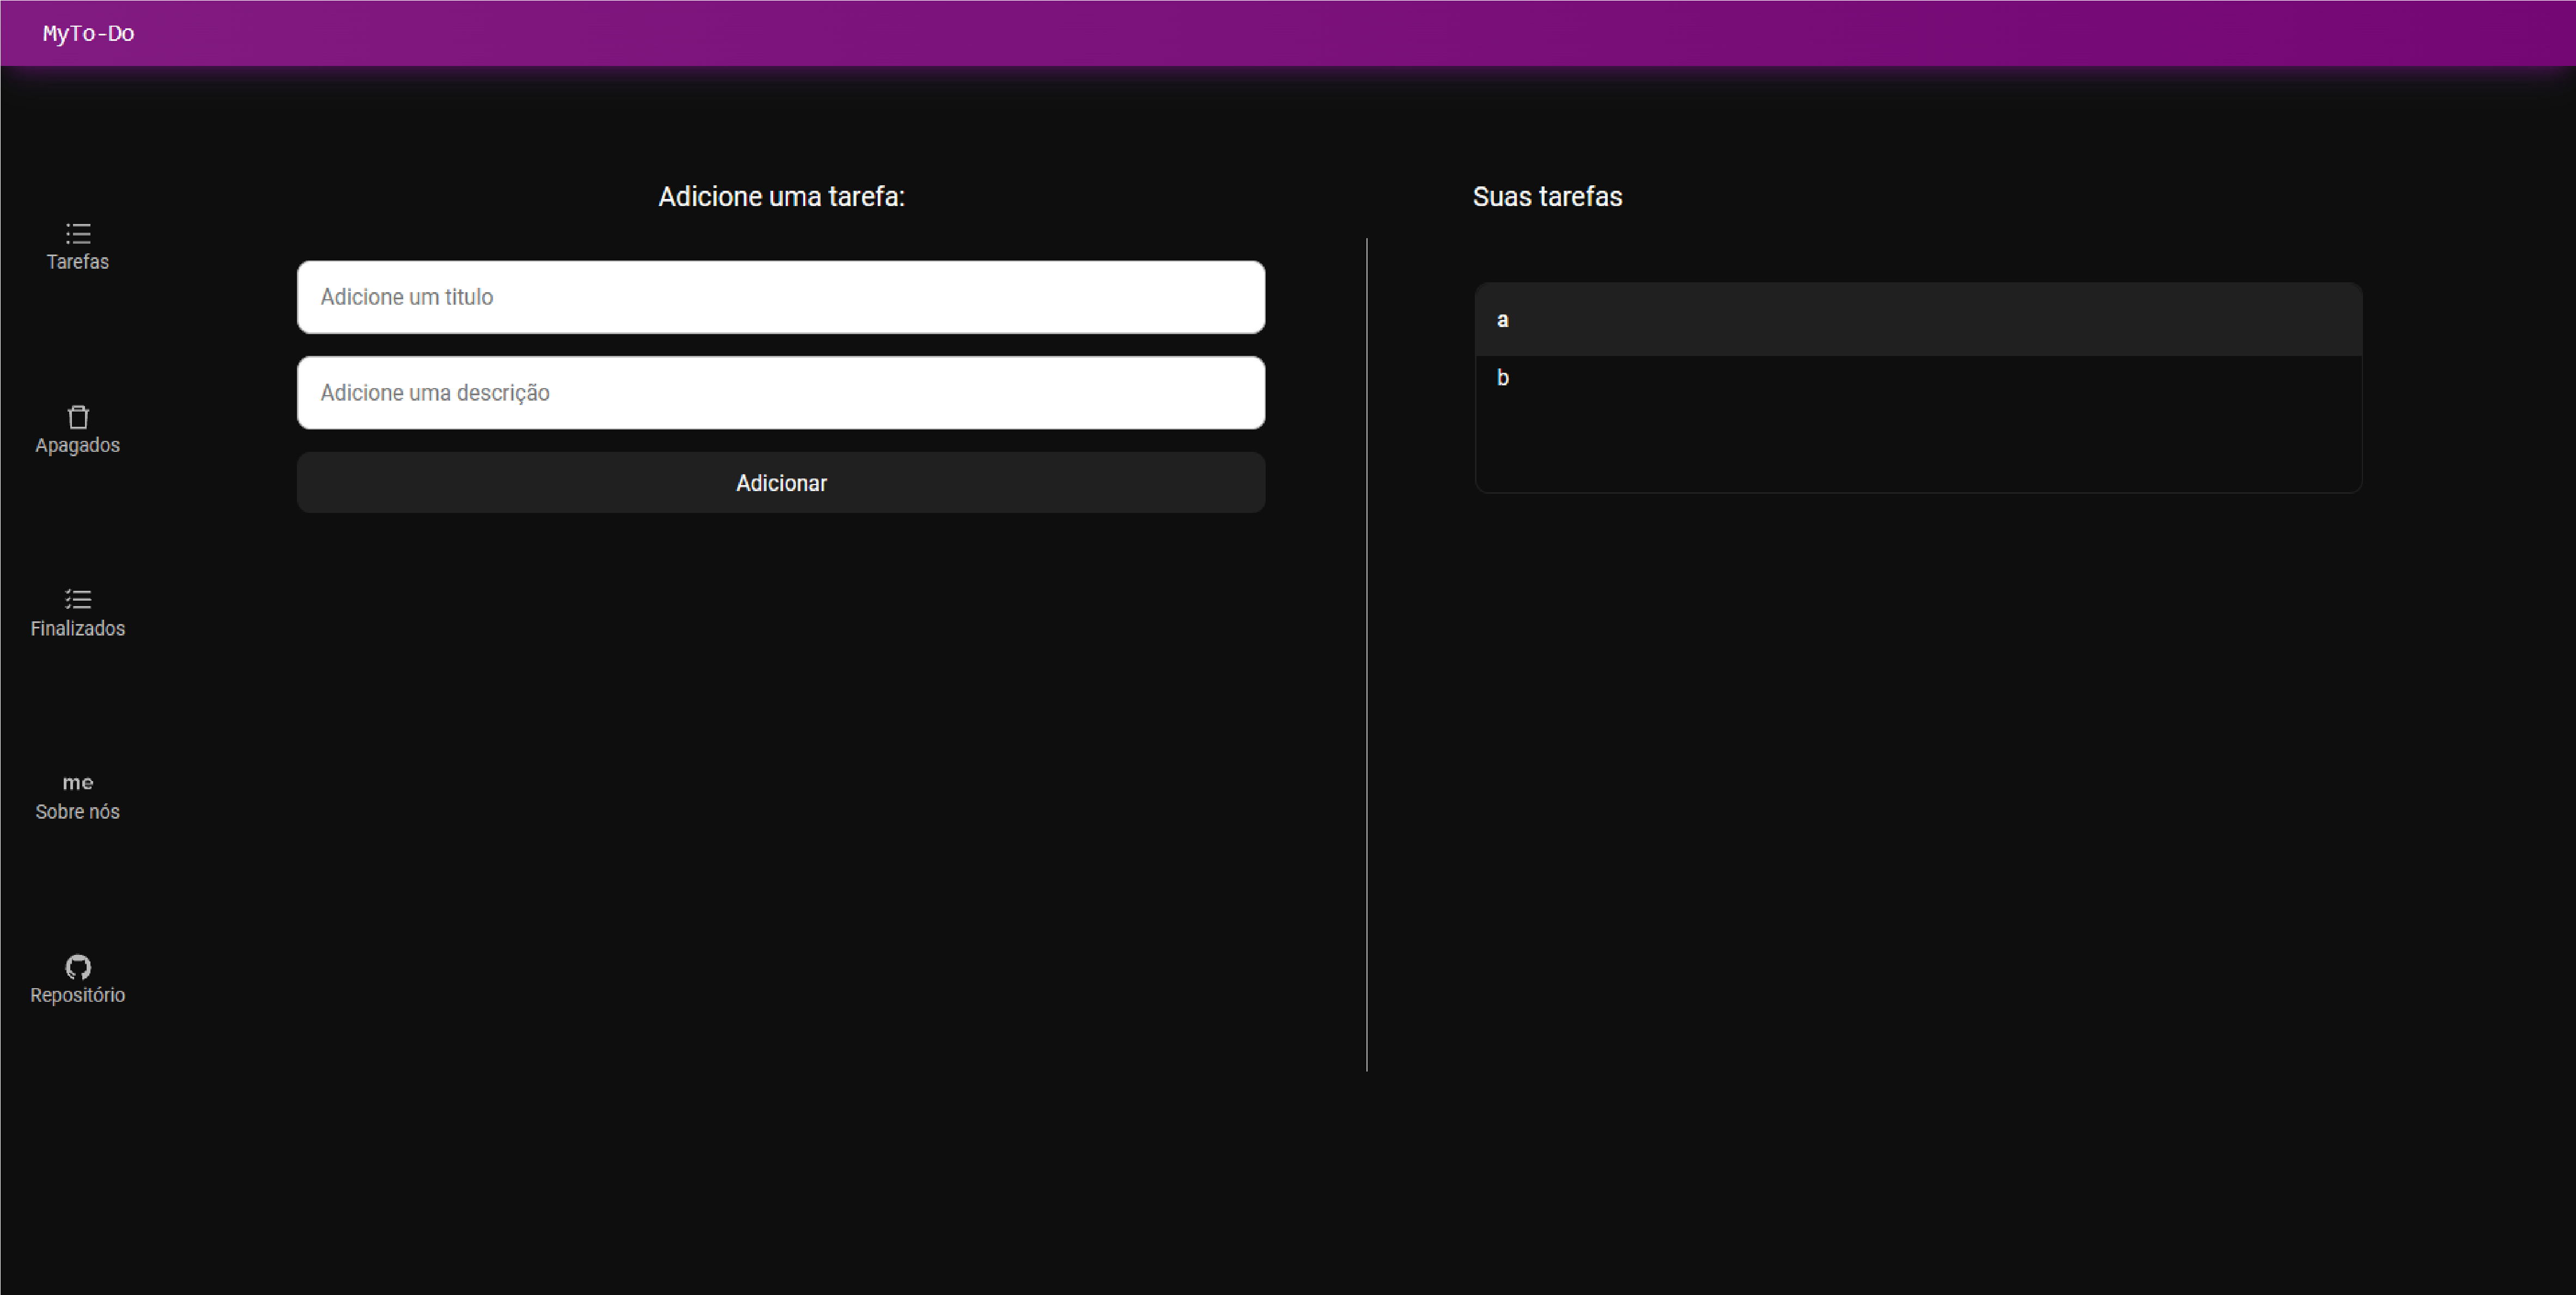 MyTo-Do
Tarefas
Apagados
Finalizados
me
Sobre nós
Repositório
Adicione uma tarefa:
Adicione um titulo
Adicione uma descrição
Adicionar
Suas tarefas
a
b